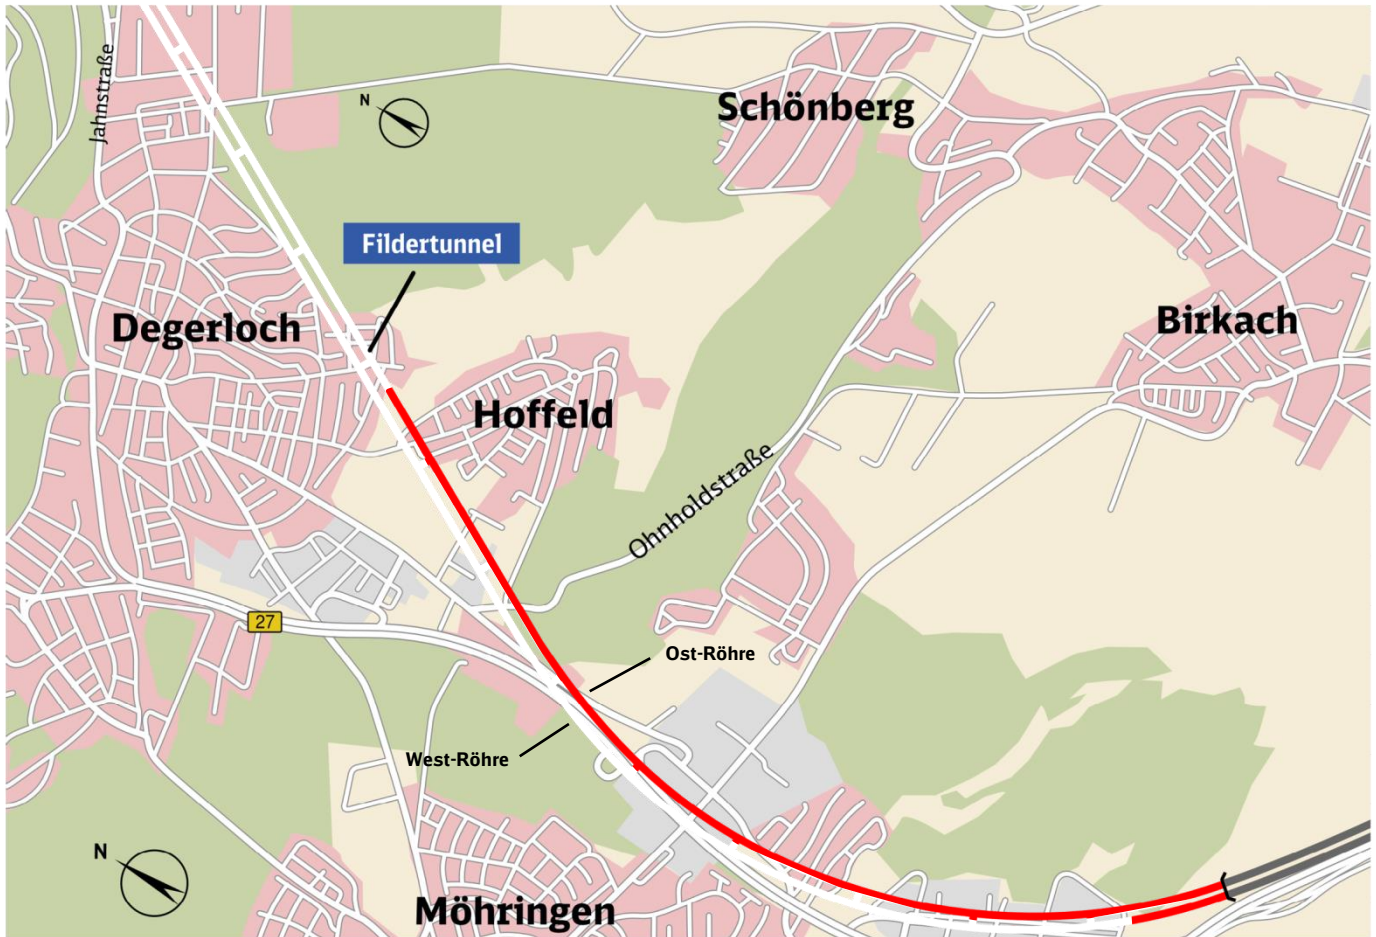 Jahnstraße
N
Schönberg
Fildertunnel
Degerloch
Birkach
Hoffeld
Ohnholdstraße
27
Ost-Röhre
West-Röhre
N
Möhringen